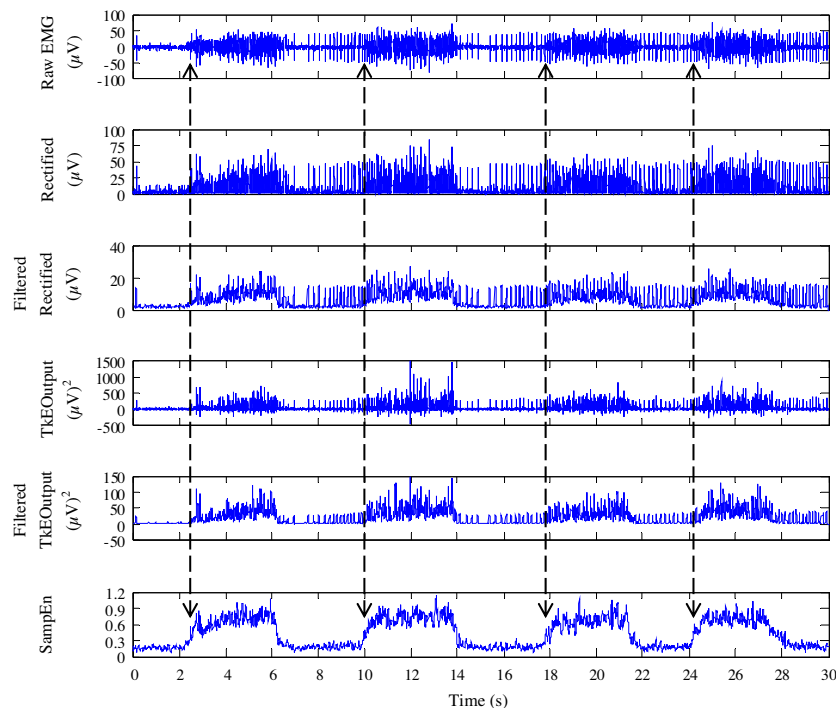 Raw EMG
(µV)
100
50
0
-50
-100
Rectified
(µV)
100
75
50
25
0
Filtered
Rectified
(µV)
40
20
0
TkEOutput
(µV)²
1500
1000
500
0
-500
Filtered
TkEOutput
(µV)²
150
100
50
0
-50
SampEn
1.2
0.9
0.6
0.3
0
0 2 4 6 8 10 12 14 16 18 20 22 24 26 28 30
Time (s)